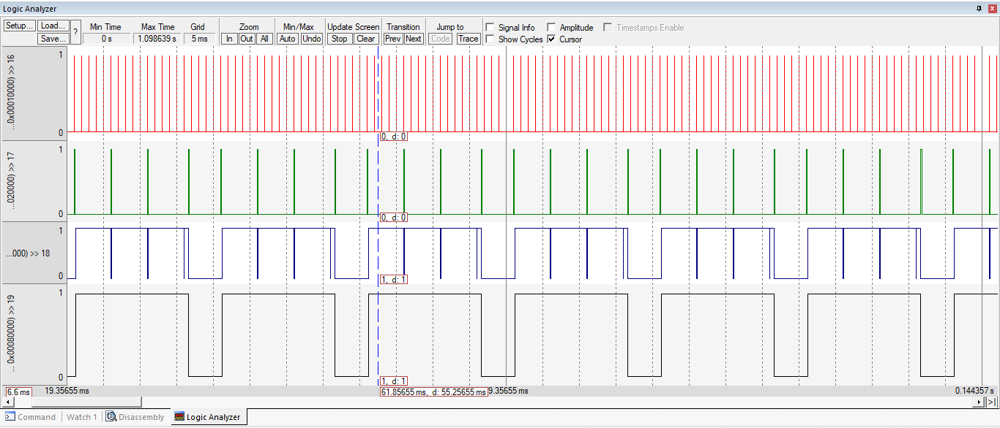 Logic Analyzer
Setup... Load... ? Min Time Max Time Grid Zoom Min/Max Update Screen Transition Jump to Signal Info Amplitude Timestamps Enable
Save... 0 s 1.098639 s 5 ms In Out All Auto Undo Stop Clear Prev Next Code Trace Show Cycles Cursor
1
...0x00010000) >> 16
0
0, d: 0
1
...020000) >> 17
0
0, d: 0
1
...000) >> 18
0
1, d: 1
1
... 0x00080000) >> 19
0
1, d: 1
6.6 ms 19.35655 ms 61.85655 ms, d: 55.25655 ms 9.35655 ms 0.144357 s
>|
Command Watch 1 Disassembly Logic Analyzer